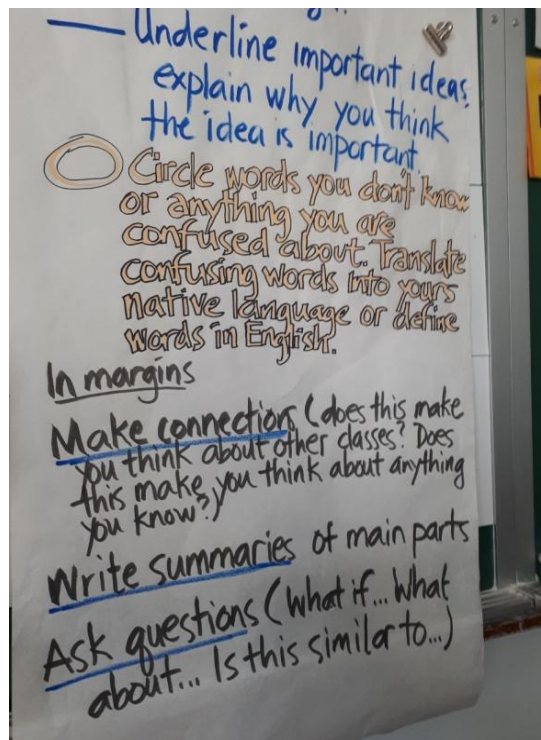 — Underline important ideas,
explain why you think
the idea is important.
Circle words you don't know
or anything you are
confused about. Translate
confusing words into yours
native language or define
words in English.
In margins
Make connections (does this make
you think about other classes? Does
this make you think about anything
you know?)
Write summaries of main parts
Ask questions (What if... What
about... Is this similar to...)